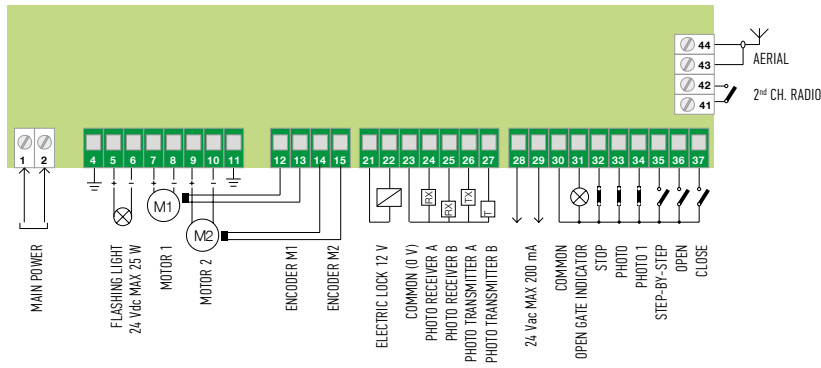 44
43
AERIAL
42
41
2nd CH. RADIO
1 2
4 5 6 7 8 9 10 11
12 13 14 15
21 22 23 24 25 26 27
28 29 30 31 32 33 34 35 36 37
+ - + - + -
M1
M2
RX
RX
TX
T
MAIN POWER
FLASHING LIGHT
24 Vdc MAX 25 W
MOTOR 1
MOTOR 2
ENCODER M1
ENCODER M2
ELECTRIC LOCK 12 V
COMMON (0 V)
PHOTO RECEIVER A
PHOTO RECEIVER B
PHOTO TRANSMITTER A
PHOTO TRANSMITTER B
24 Vac MAX 200 mA
COMMON
OPEN GATE INDICATOR
STOP
PHOTO
PHOTO 1
STEP-BY-STEP
OPEN
CLOSE